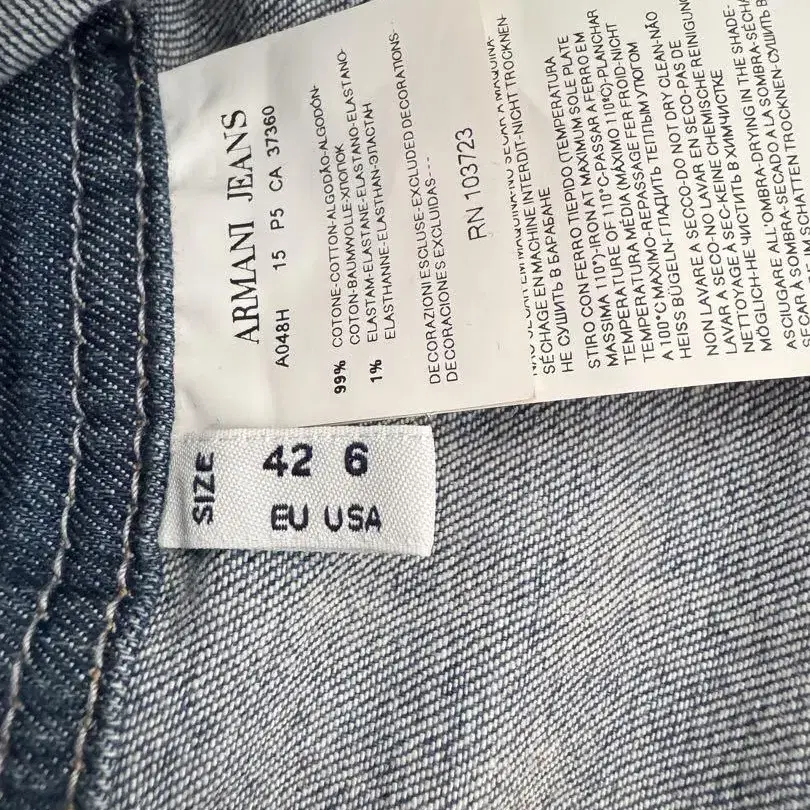 ARMANI JEANS
A048H 15 P5 CA 37360
99% COTONE-COTTON-ALGODÃO-ALGODÓN-
COTON-BAUMWOLLE-ХЛОПОК
1% ELASTAM-ELASTANE-ELASTANO-ELASTANO-
ELASTHANNE-ELASTHAN-ЭЛАСТАН
DECORAZIONI ESCLUSE-EXCLUDED DECORATIONS--
DECORACIONES EXCLUIDAS---
RN 103723
SÉCHAGE EN MACHINE INTERDIT-NICHT TROCKNEN-
НЕ СУШИТЬ В БАРАБАНЕ
STIRO CON FERRO TIEPIDO (TEMPERATURA
MASSIMA 110°)-IRON AT MAXIMUM SOLE PLATE
TEMPERATURE OF 110°C-PASSAR A FERRO EM
TEMPERATURA MÉDIA (MÁXIMO 110ºC)-PLANCHAR
A 100°C MAXIMO-REPASSAGE FER FROID-NICHT
HEISS BÜGELN-ГЛАДИТЬ ТЕПЛЫМ УТЮГОМ
NON LAVARE A SECCO-DO NOT DRY CLEAN-NÃO
LAVAR A SECO-NO LAVAR EN SECO-PAS DE
NETTOYAGE À SEC-KEINE CHEMISCHE REINIGUNG
MÖGLICH-НЕ ЧИСТИТЬ В ХИМЧИСТКЕ
ASCIUGARE ALL'OMBRA-DRYING IN THE SHADE-
SECAR À SOMBRA-SECADO A LA SOMBRA-SÉCH
TROCKNEN-СУШИТЬ В
SIZE 42 6
EU USA